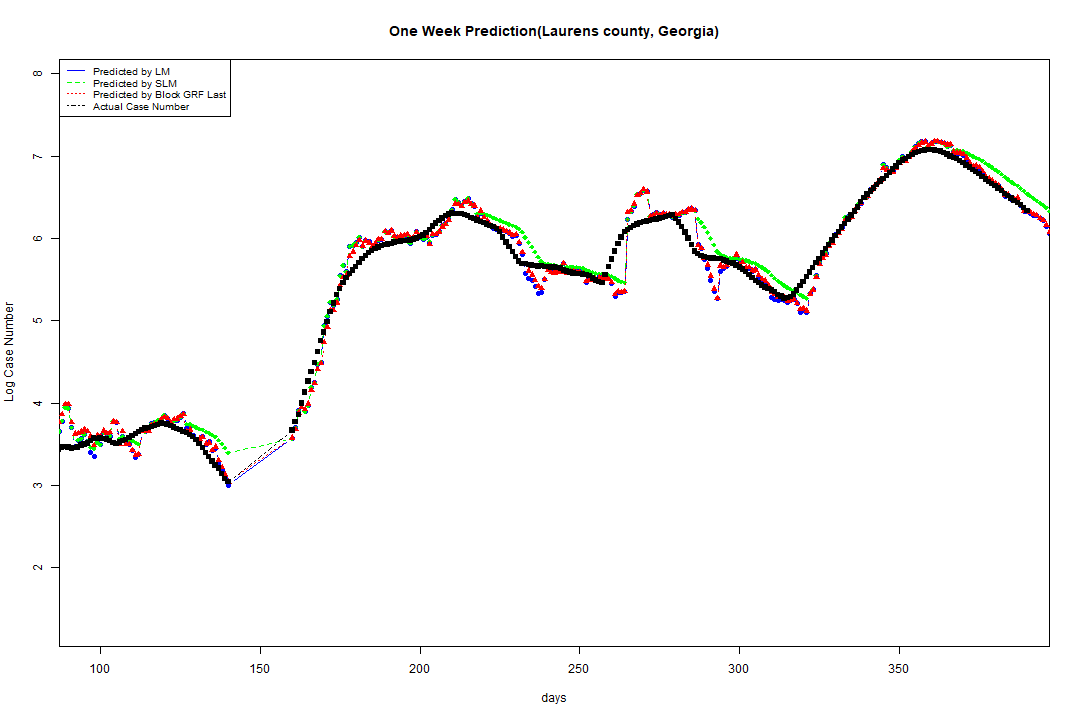 One Week Prediction(Laurens county, Georgia)
Predicted by LM
Predicted by SLM
Predicted by Block GRF Last
Actual Case Number
8
7
6
5
4
3
2
Log Case Number
100 150 200 250 300 350
days